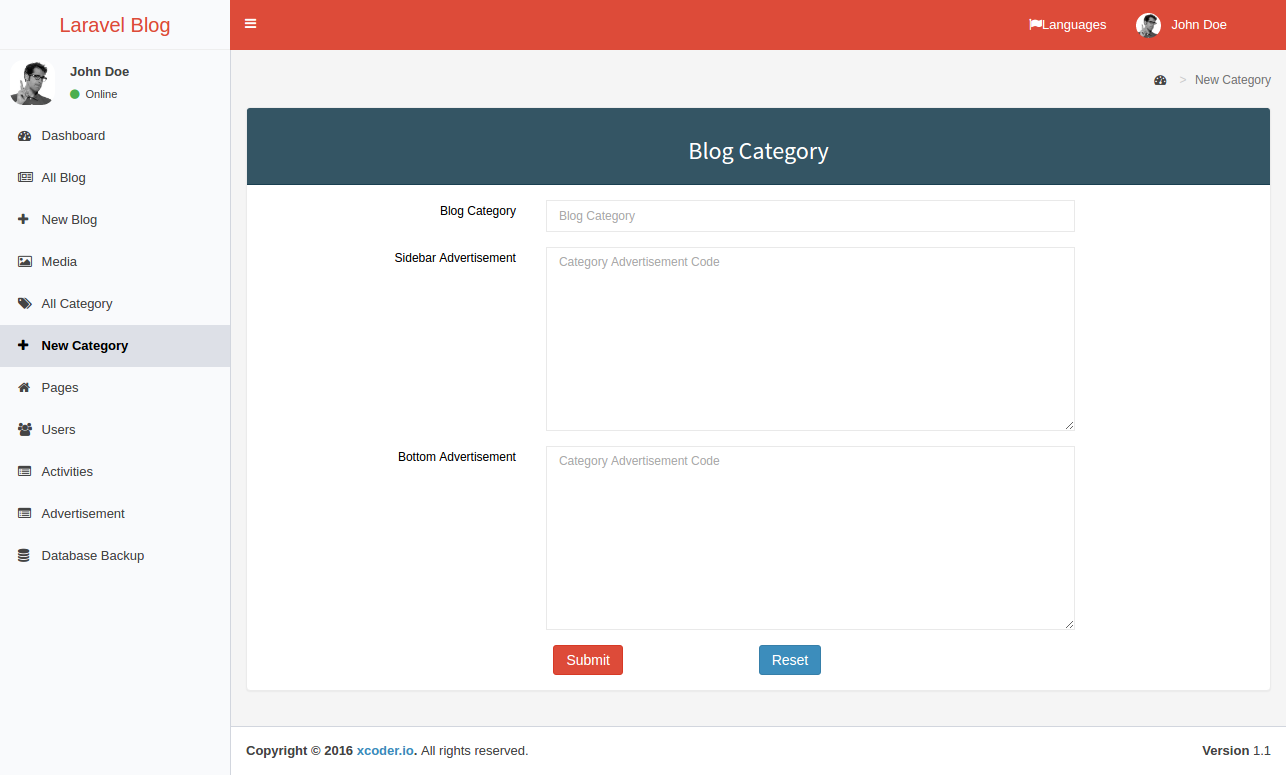 Laravel Blog
Languages
John Doe
John Doe
Online
Dashboard
All Blog
New Blog
Media
All Category
New Category
Pages
Users
Activities
Advertisement
Database Backup
> New Category
Blog Category
Blog Category
Blog Category
Sidebar Advertisement
Category Advertisement Code
Bottom Advertisement
Category Advertisement Code
Submit
Reset
Copyright © 2016 xcoder.io. All rights reserved.
Version 1.1